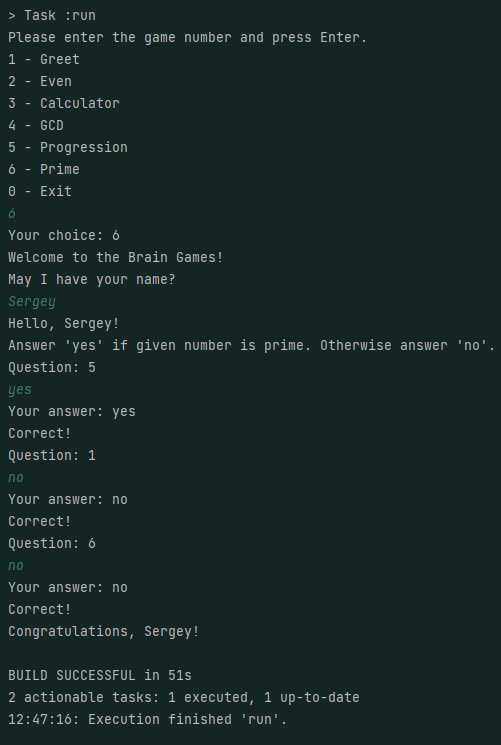 > Task :run
Please enter the game number and press Enter.
1 - Greet
2 - Even
3 - Calculator
4 - GCD
5 - Progression
6 - Prime
0 - Exit
6
Your choice: 6
Welcome to the Brain Games!
May I have your name?
Sergey
Hello, Sergey!
Answer 'yes' if given number is prime. Otherwise answer 'no'.
Question: 5
yes
Your answer: yes
Correct!
Question: 1
no
Your answer: no
Correct!
Question: 6
no
Your answer: no
Correct!
Congratulations, Sergey!
BUILD SUCCESSFUL in 51s
2 actionable tasks: 1 executed, 1 up-to-date
12:47:16: Execution finished 'run'.